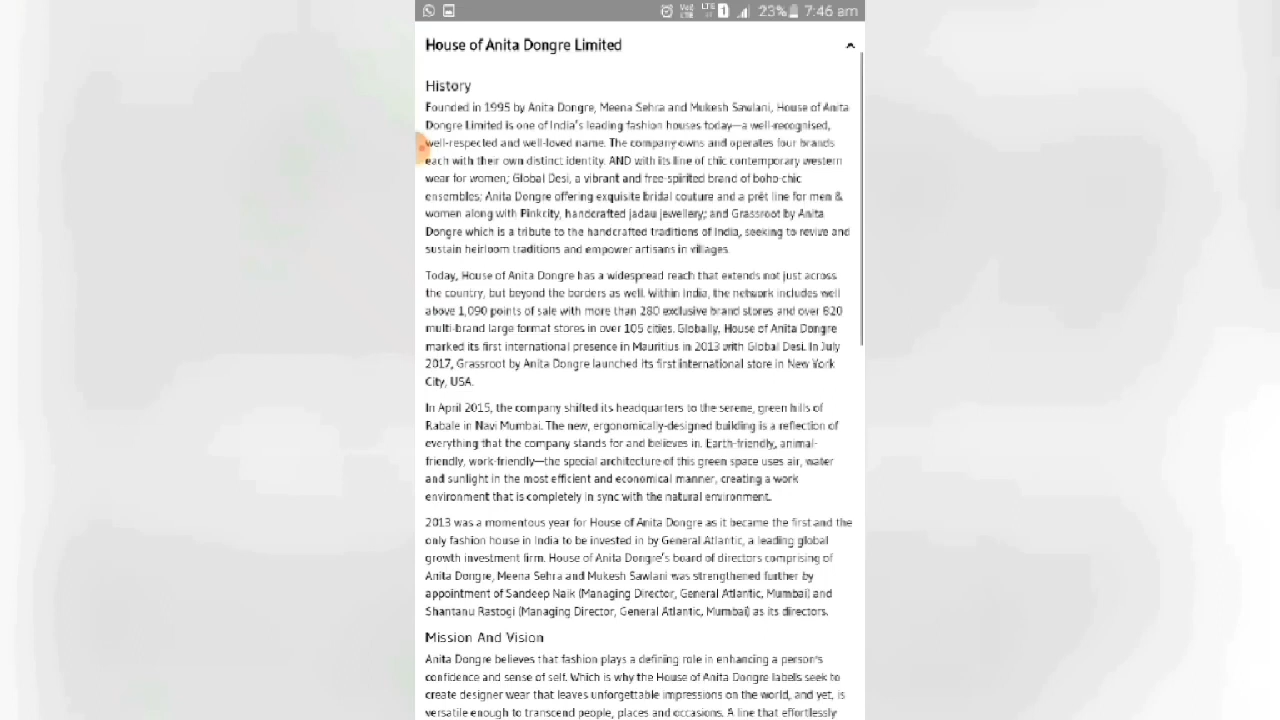 23% 7:46 am
House of Anita Dongre Limited
History
Founded in 1995 by Anita Dongre, Meena Sehra and Mukesh Sawlani, House of Anita
Dongre Limited is one of India's leading fashion houses today—a well-recognised,
well-respected and well-loved name. The company owns and operates four brands
each with their own distinct identity. AND with its line of chic contemporary western
wear for women; Global Desi, a vibrant and free-spirited brand of boho-chic
ensembles; Anita Dongre offering exquisite bridal couture and a prêt line for men &
women along with Pinkcity, handcrafted jadau jewellery; and Grassroot by Anita
Dongre which is a tribute to the handcrafted traditions of India, seeking to revive and
sustain heirloom traditions and empower artisans in villages.
Today, House of Anita Dongre has a widespread reach that extends not just across
the country, but beyond the borders as well. Within India, the network includes well
above 1,090 points of sale with more than 280 exclusive brand stores and over 820
multi-brand large format stores in over 105 cities. Globally, House of Anita Dongre
marked its first international presence in Mauritius in 2013 with Global Desi. In July
2017, Grassroot by Anita Dongre launched its first international store in New York
City, USA.
In April 2015, the company shifted its headquarters to the serene, green hills of
Rabale in Navi Mumbai. The new, ergonomically-designed building is a reflection of
everything that the company stands for and believes in. Earth-friendly, animal-
friendly, work-friendly—the special architecture of this green space uses air, water
and sunlight in the most efficient and economical manner, creating a work
environment that is completely in sync with the natural environment.
2013 was a momentous year for House of Anita Dongre as it became the first and the
only fashion house in India to be invested in by General Atlantic, a leading global
growth investment firm. House of Anita Dongre's board of directors comprising of
Anita Dongre, Meena Sehra and Mukesh Sawlani was strengthened further by
appointment of Sandeep Naik (Managing Director, General Atlantic, Mumbai) and
Shantanu Rastogi (Managing Director, General Atlantic, Mumbai) as its directors.
Mission And Vision
Anita Dongre believes that fashion plays a defining role in enhancing a person's
confidence and sense of self. Which is why the House of Anita Dongre labels seek to
create designer wear that leaves unforgettable impressions on the world, and yet, is
versatile enough to transcend people, places and occasions. A line that effortlessly